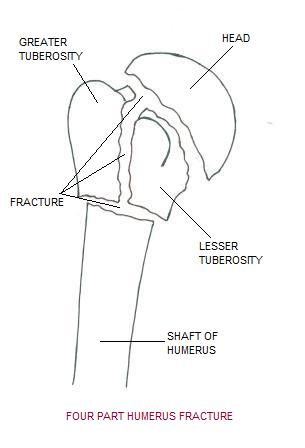 GREATER
TUBEROSITY
HEAD
FRACTURE
LESSER
TUBEROSITY
SHAFT OF
HUMERUS
FOUR PART HUMERUS FRACTURE